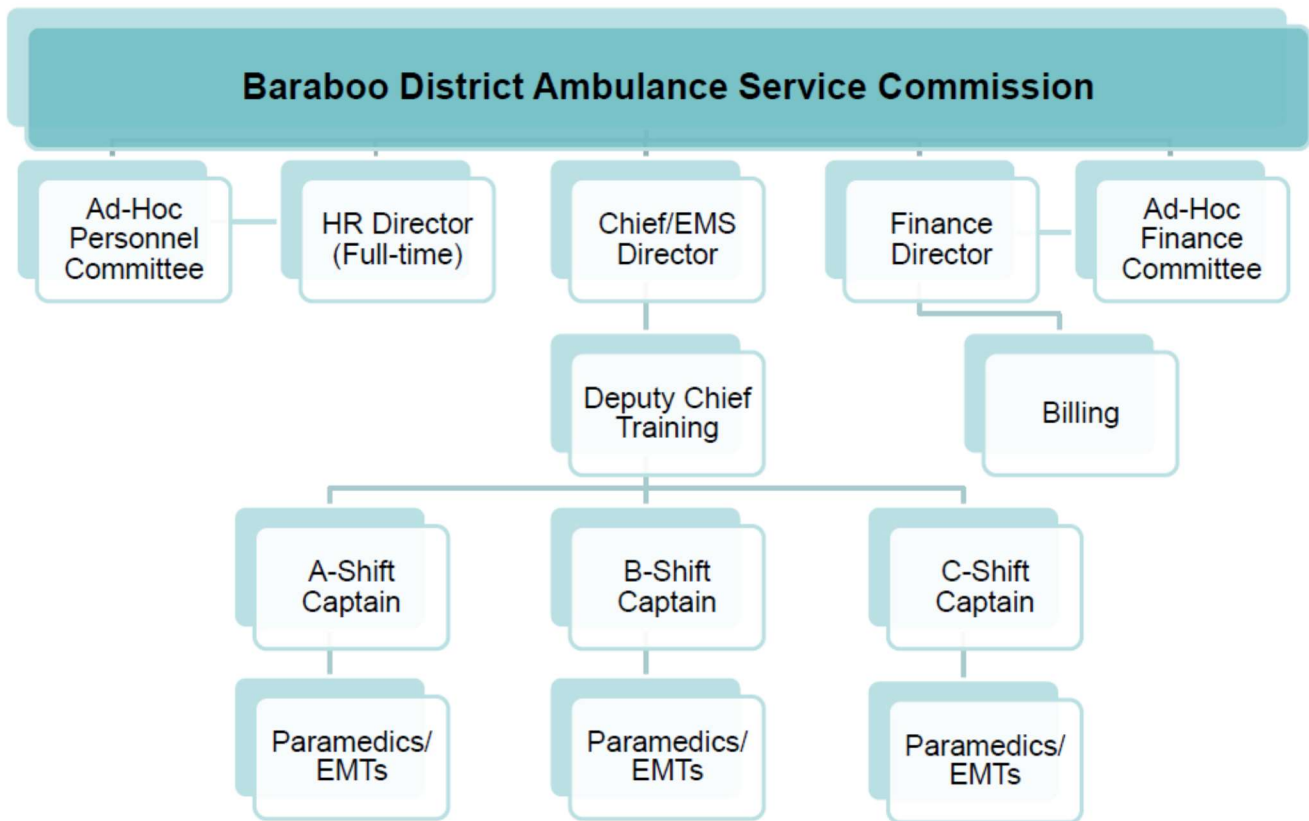 Baraboo District Ambulance Service Commission
Ad-Hoc
Personnel
Committee
HR Director
(Full-time)
Chief/EMS
Director
Finance
Director
Ad-Hoc
Finance
Committee
Deputy Chief
Training
Billing
A-Shift
Captain
B-Shift
Captain
C-Shift
Captain
Paramedics/
EMTs
Paramedics/
EMTs
Paramedics/
EMTs